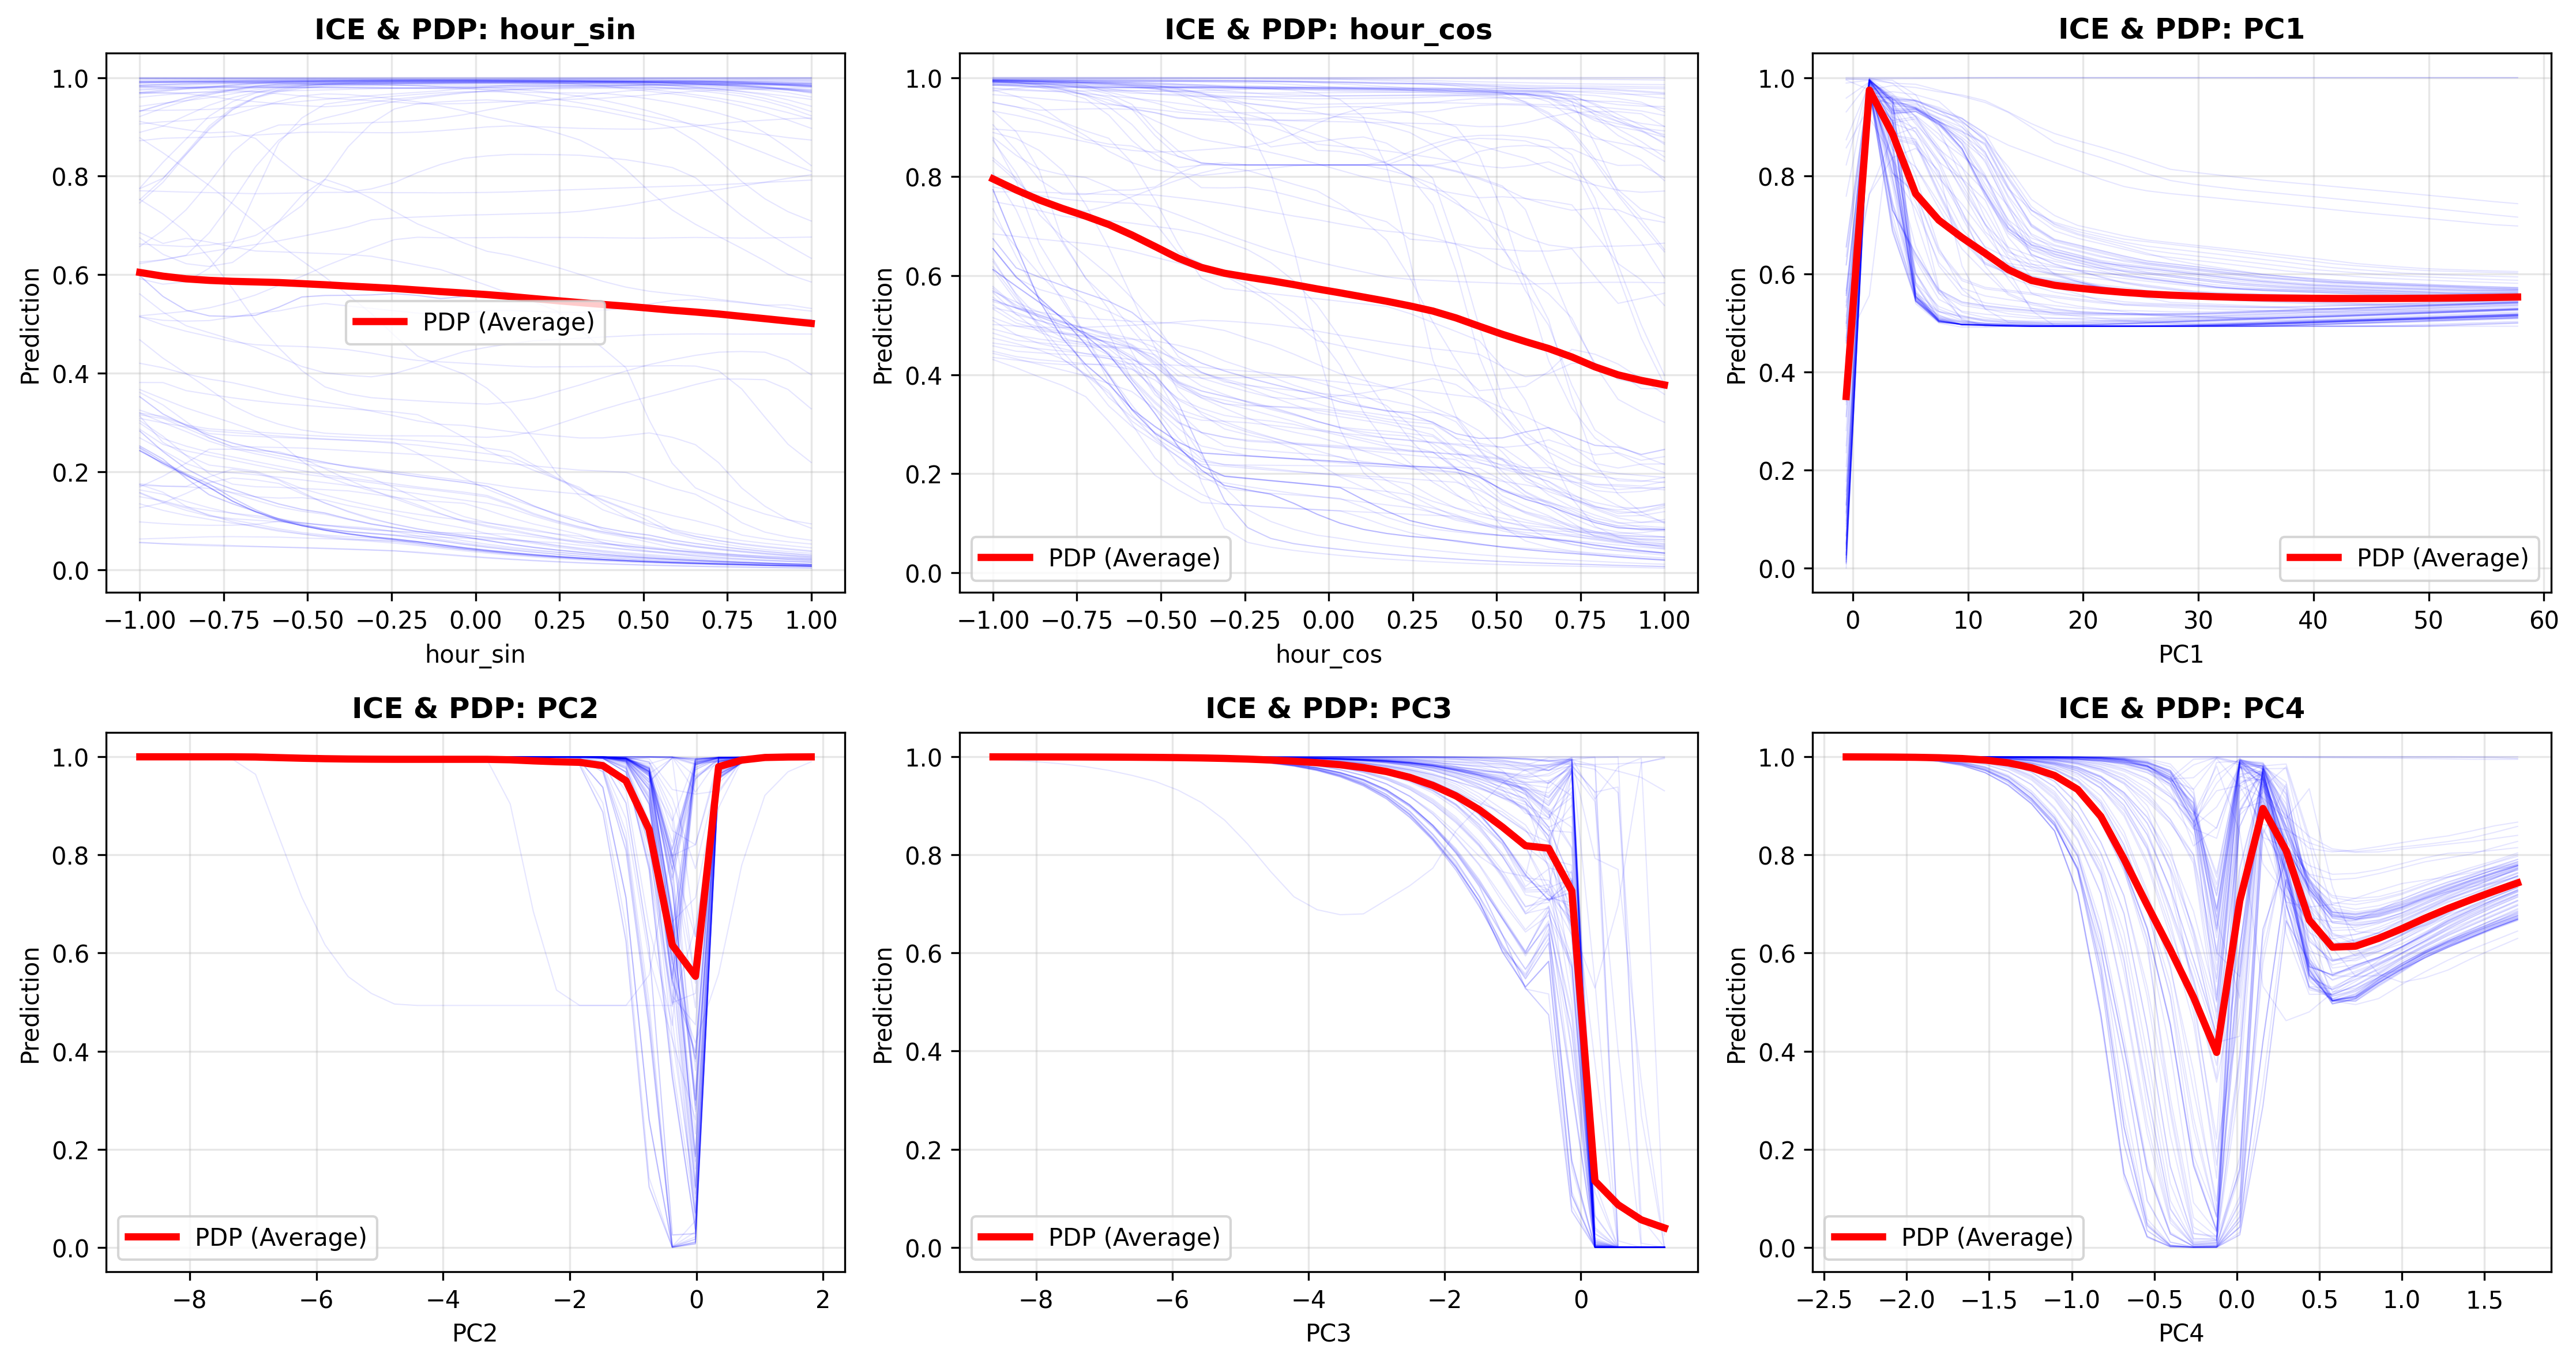 ICE & PDP: hour_sin
Prediction
1.0
0.8
0.6
0.4
0.2
0.0
PDP (Average)
−1.00 −0.75 −0.50 −0.25 0.00 0.25 0.50 0.75 1.00
hour_sin
ICE & PDP: hour_cos
Prediction
1.0
0.8
0.6
0.4
0.2
0.0
PDP (Average)
−1.00 −0.75 −0.50 −0.25 0.00 0.25 0.50 0.75 1.00
hour_cos
ICE & PDP: PC1
Prediction
1.0
0.8
0.6
0.4
0.2
0.0
PDP (Average)
0 10 20 30 40 50 60
PC1
ICE & PDP: PC2
Prediction
1.0
0.8
0.6
0.4
0.2
0.0
PDP (Average)
−8 −6 −4 −2 0 2
PC2
ICE & PDP: PC3
Prediction
1.0
0.8
0.6
0.4
0.2
0.0
PDP (Average)
−8 −6 −4 −2 0
PC3
ICE & PDP: PC4
Prediction
1.0
0.8
0.6
0.4
0.2
0.0
PDP (Average)
−2.5 −2.0 −1.5 −1.0 −0.5 0.0 0.5 1.0 1.5
PC4